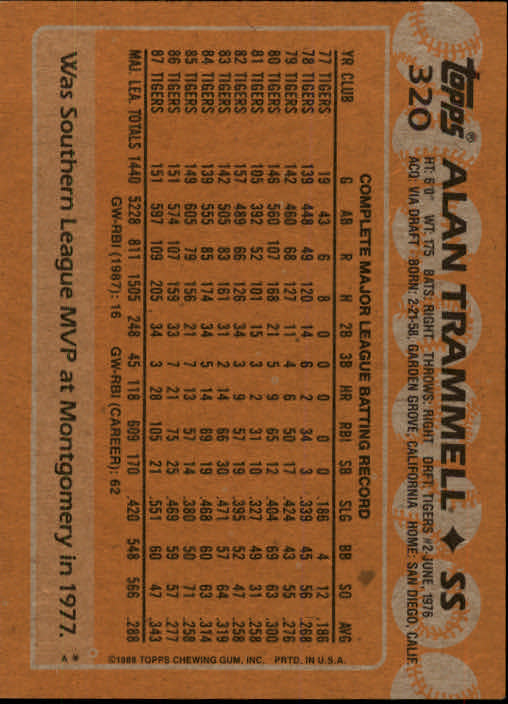 topps® ALAN TRAMMELL ♦ SS
320 HT: 6'0" WT: 175 BATS: RIGHT THROWS: RIGHT DRFT: TIGERS #2-JUNE, 1976
ACQ: VIA DRAFT BORN: 2-21-58, GARDEN GROVE, CALIFORNIA HOME: SAN DIEGO, CALIF.
COMPLETE MAJOR LEAGUE BATTING RECORD
YR CLUB G AB R H 2B 3B HR RBI SB SLG BB SO AVG
77 TIGERS 19 43 6 8 0 0 0 0 0 .186 4 12 .186
78 TIGERS 139 448 49 120 14 6 2 34 3 .339 45 56 .268
79 TIGERS 142 460 68 127 11 4 6 50 17 .424 43 55 .276
80 TIGERS 146 560 107 168 21 5 9 65 12 .404 69 63 .300
81 TIGERS 105 392 52 101 15 3 2 31 10 .327 49 31 .258
82 TIGERS 157 489 66 126 34 3 9 57 19 .395 52 47 .258
83 TIGERS 142 505 83 161 31 2 14 66 30 .471 57 64 .319
84 TIGERS 139 555 85 174 34 5 14 69 19 .468 60 63 .314
85 TIGERS 149 605 79 156 21 7 13 57 14 .380 50 71 .258
86 TIGERS 151 574 107 159 33 7 21 75 25 .469 59 57 .277
87 TIGERS 151 597 109 205 34 3 28 105 21 .551 60 47 .343
MAJ. LEA. TOTALS 1440 5228 811 1505 248 45 118 609 170 .420 548 566 .288
GW-RBI (1987): 16 GW-RBI (CAREER): 62
©1988 TOPPS CHEWING GUM, INC. PRTD. IN U.S.A.
Was Southern League MVP at Montgomery in 1977.
A *